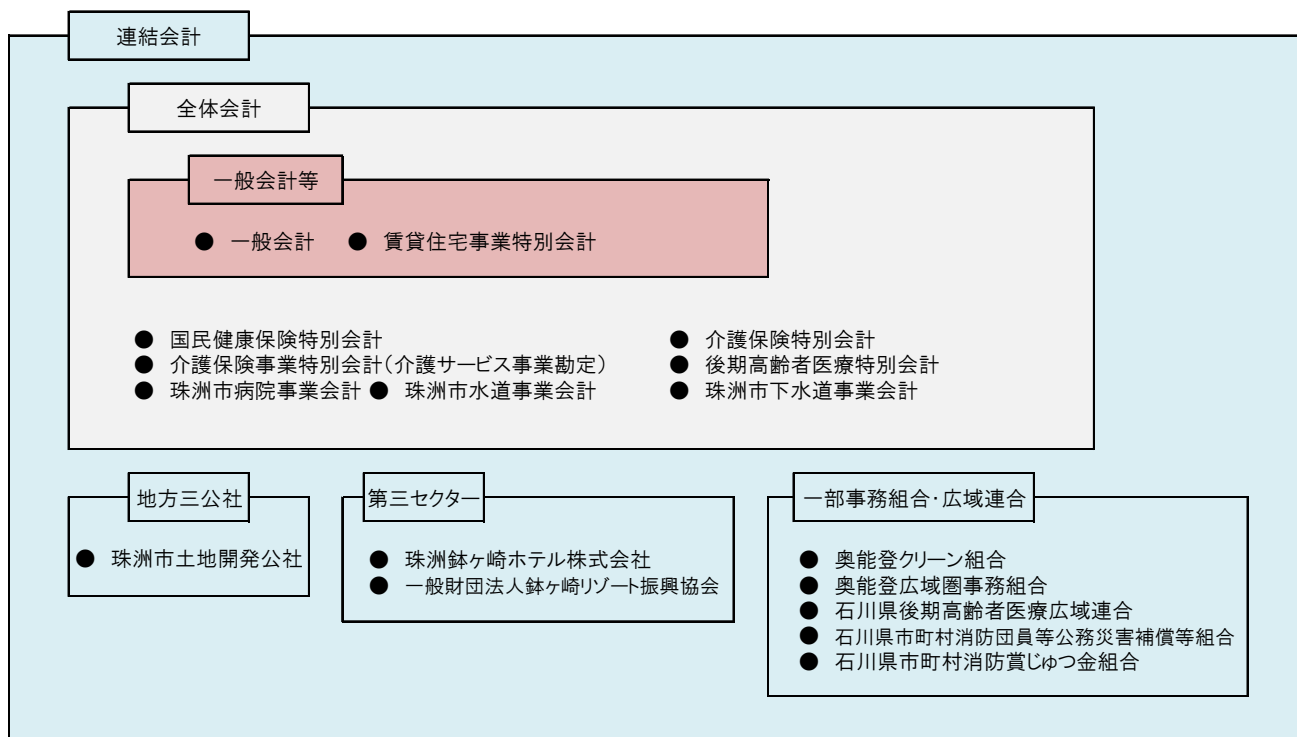 連結会計
全体会計
一般会計等
● 一般会計 ● 賃貸住宅事業特別会計
● 国民健康保険特別会計 ● 介護保険特別会計
● 介護保険事業特別会計(介護サービス事業勘定) ● 後期高齢者医療特別会計
● 珠洲市病院事業会計 ● 珠洲市水道事業会計 ● 珠洲市下水道事業会計
地方三公社
● 珠洲市土地開発公社
第三セクター
● 珠洲鉢ヶ崎ホテル株式会社
● 一般財団法人鉢ヶ崎リゾート振興協会
一部事務組合・広域連合
● 奥能登クリーン組合
● 奥能登広域圏事務組合
● 石川県後期高齢者医療広域連合
● 石川県市町村消防団員等公務災害補償等組合
● 石川県市町村消防賞じゅつ金組合